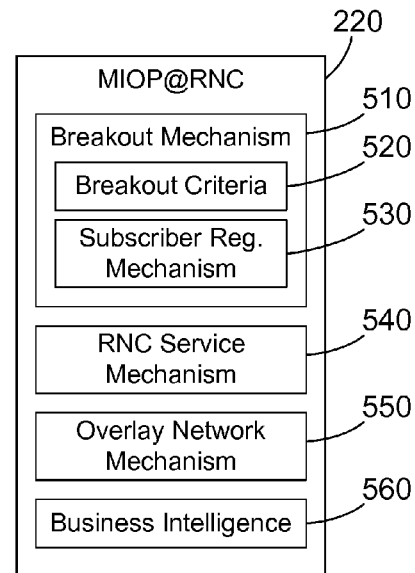 220
MIOP@RNC
510
Breakout Mechanism
520
Breakout Criteria
530
Subscriber Reg.
Mechanism
540
RNC Service
Mechanism
550
Overlay Network
Mechanism
560
Business Intelligence